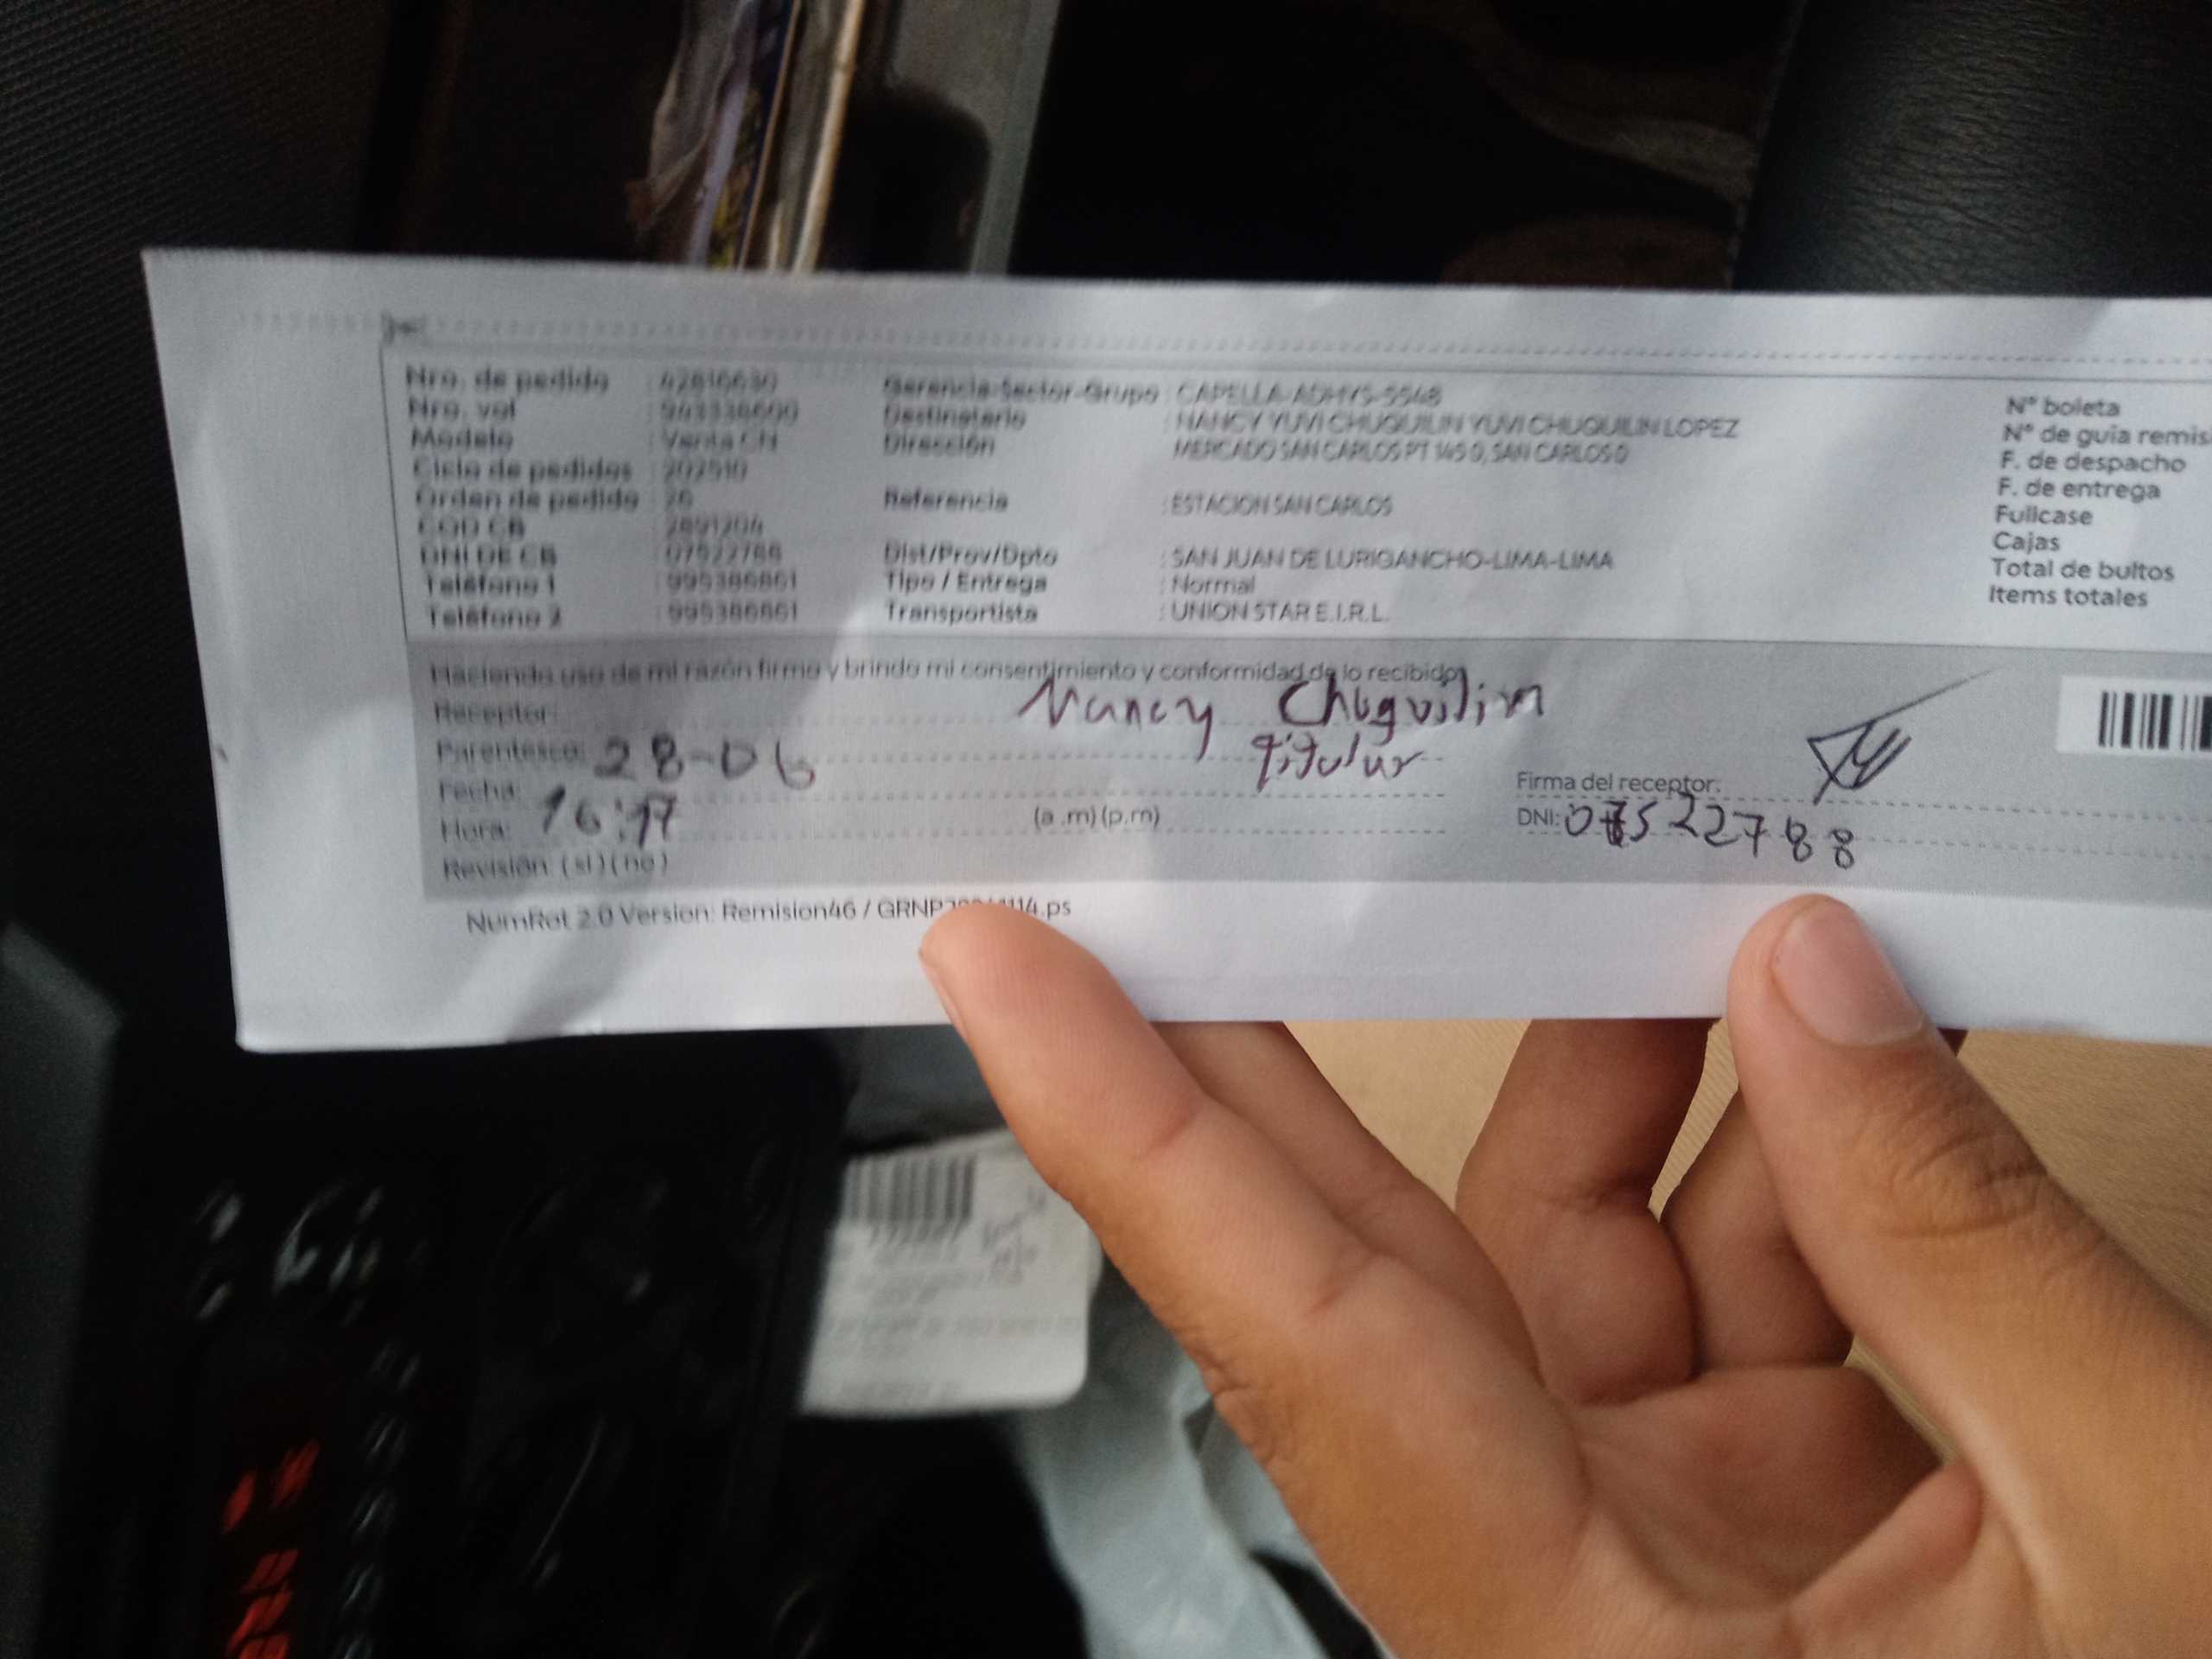 Nro. de pedido : 42816630
Nro. vol : 943338600
Modelo : Venta CN
Ciclo de pedidos : 202510
Orden de pedido : 26
COD CB : 2891204
DNI DE CB : 07522788
Teléfono 1 : 995386861
Teléfono 2 : 995386861
Gerencia-Sector-Grupo : CAPELLA-ADHYS-5548
Destinatario : NANCY YUVI CHUQUILIN YUVI CHUQUILIN LOPEZ
Dirección : MERCADO SAN CARLOS PT 145 0, SAN CARLOS 0
Referencia : ESTACION SAN CARLOS
Dist/Prov/Dpto : SAN JUAN DE LURIGANCHO-LIMA-LIMA
Tipo / Entrega : Normal
Transportista : UNION STAR E.I.R.L.
N° boleta
N° de guia remis
F. de despacho
F. de entrega
Fullcase
Cajas
Total de bultos
Items totales
Haciendo uso de mi razón firmo y brindo mi consentimiento y conformidad de lo recibido
Receptor: Nancy Chuquilin
Parentesco: titular
Fecha: 28-06
Hora: 16:17 (a .m) (p.m)
Revisión: (si) (no)
Firma del receptor:
DNI: 07522788
NumRot 2.0 Version: Remision46 / 114.ps